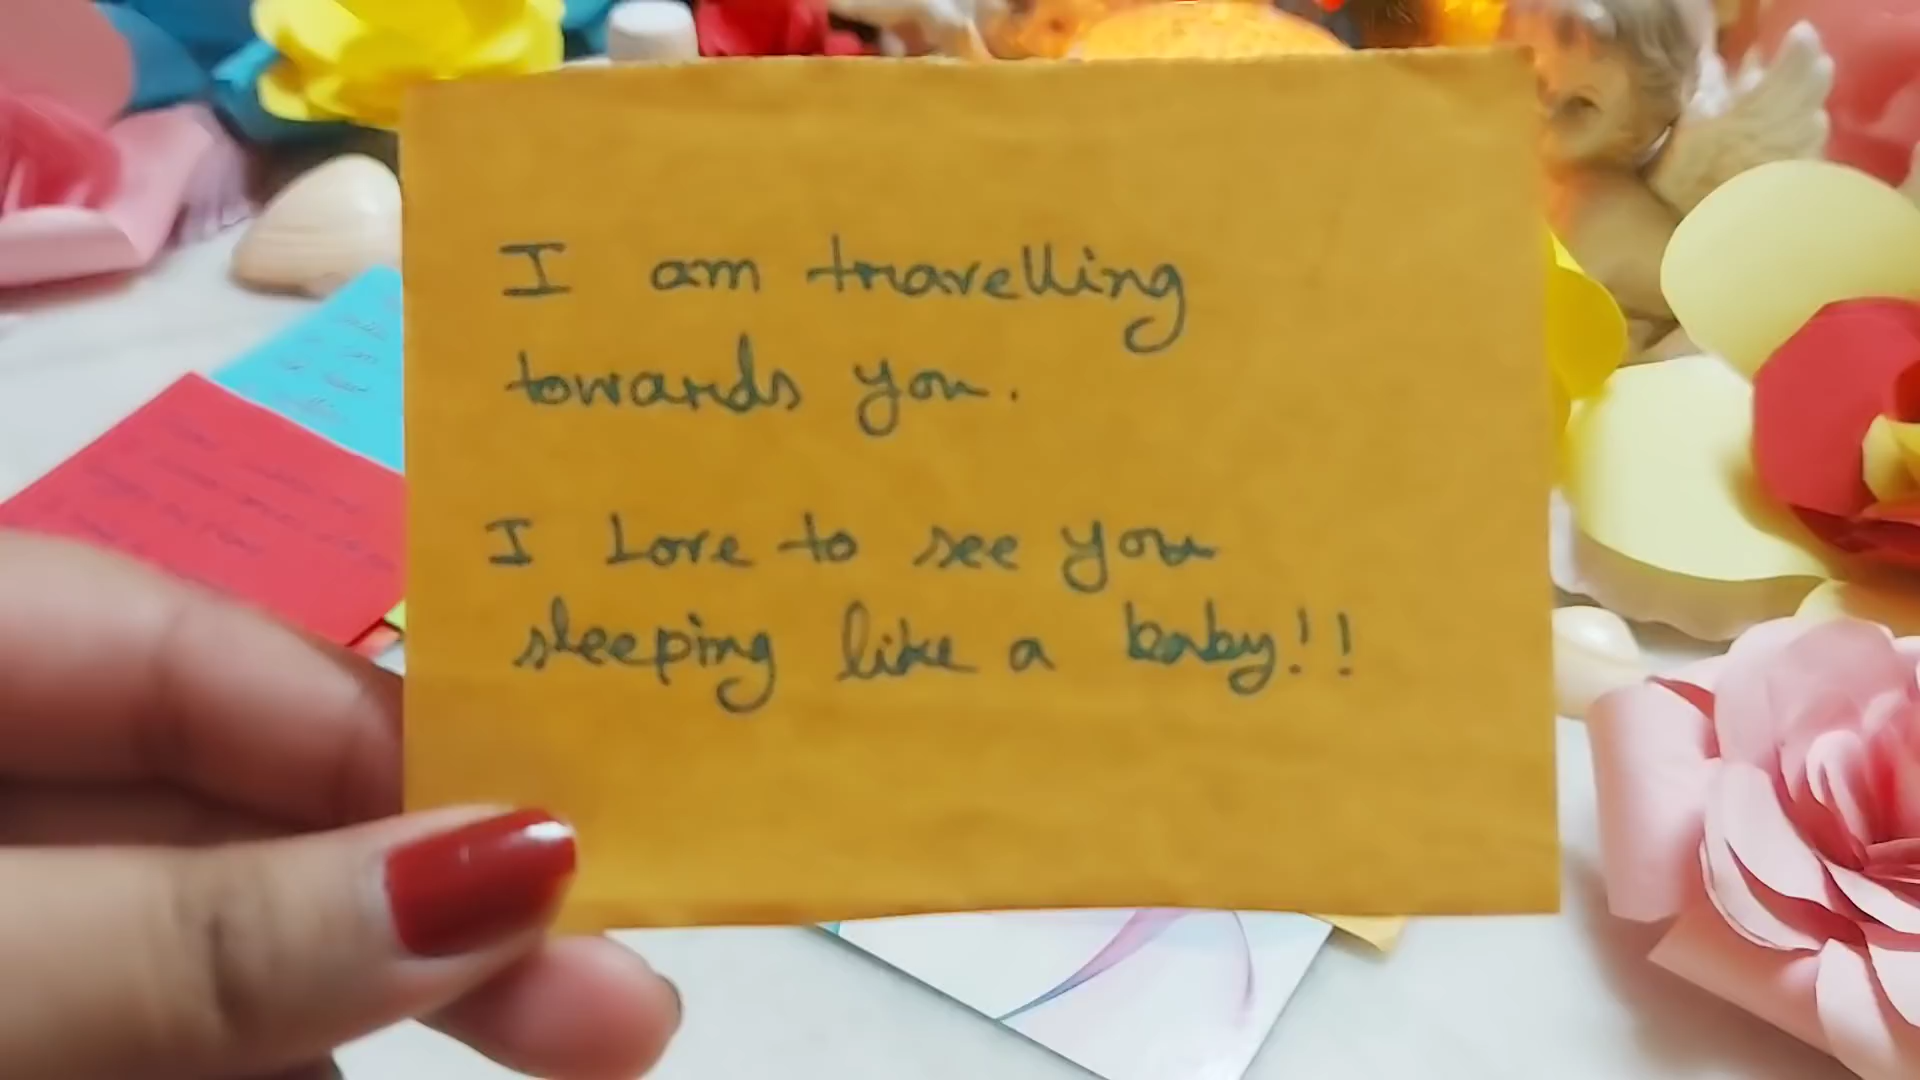 I am travelling
towards you.
I Love to see you
sleeping like a baby!!